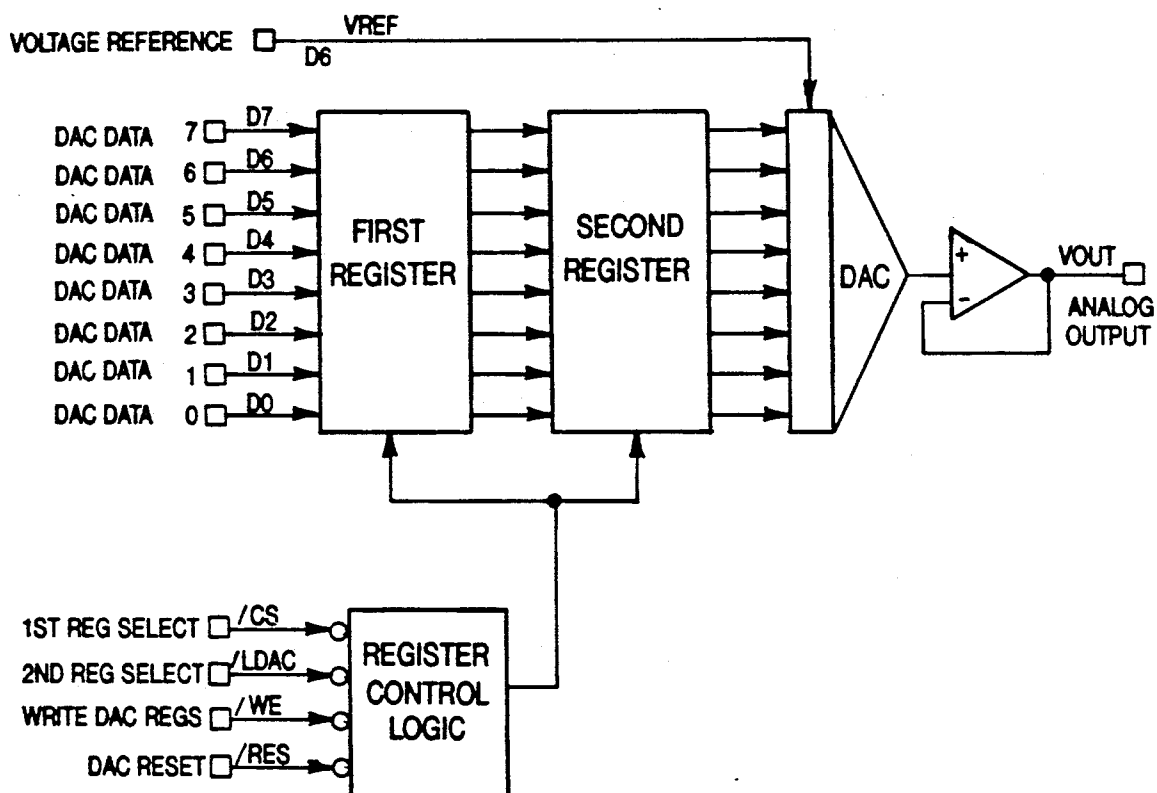 VOLTAGE REFERENCE
VREF
D6
DAC DATA 7 D7
DAC DATA 6 D6
DAC DATA 5 D5
DAC DATA 4 D4
DAC DATA 3 D3
DAC DATA 2 D2
DAC DATA 1 D1
DAC DATA 0 D0
FIRST
REGISTER
SECOND
REGISTER
DAC
+
-
VOUT
ANALOG
OUTPUT
1ST REG SELECT /CS
2ND REG SELECT /LDAC
WRITE DAC REGS /WE
DAC RESET /RES
REGISTER
CONTROL
LOGIC